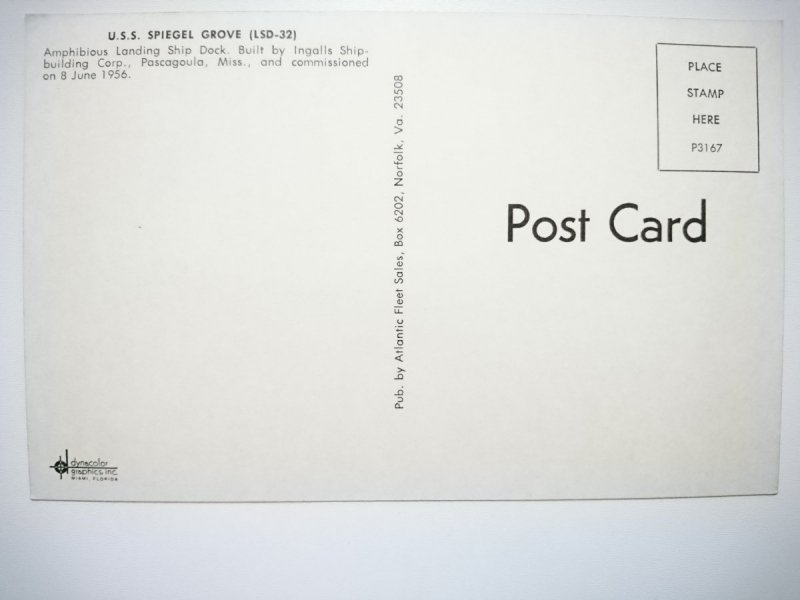 U.S.S. SPIEGEL GROVE (LSD-32)
Amphibious Landing Ship Dock. Built by Ingalls Ship-
building Corp., Pascagoula, Miss., and commissioned
on 8 June 1956.
Pub. by Atlantic Fleet Sales, Box 6202, Norfolk, Va. 23508
PLACE
STAMP
HERE
P3167
Post Card
dynacolor
graphics, inc.
MIAMI, FLORIDA